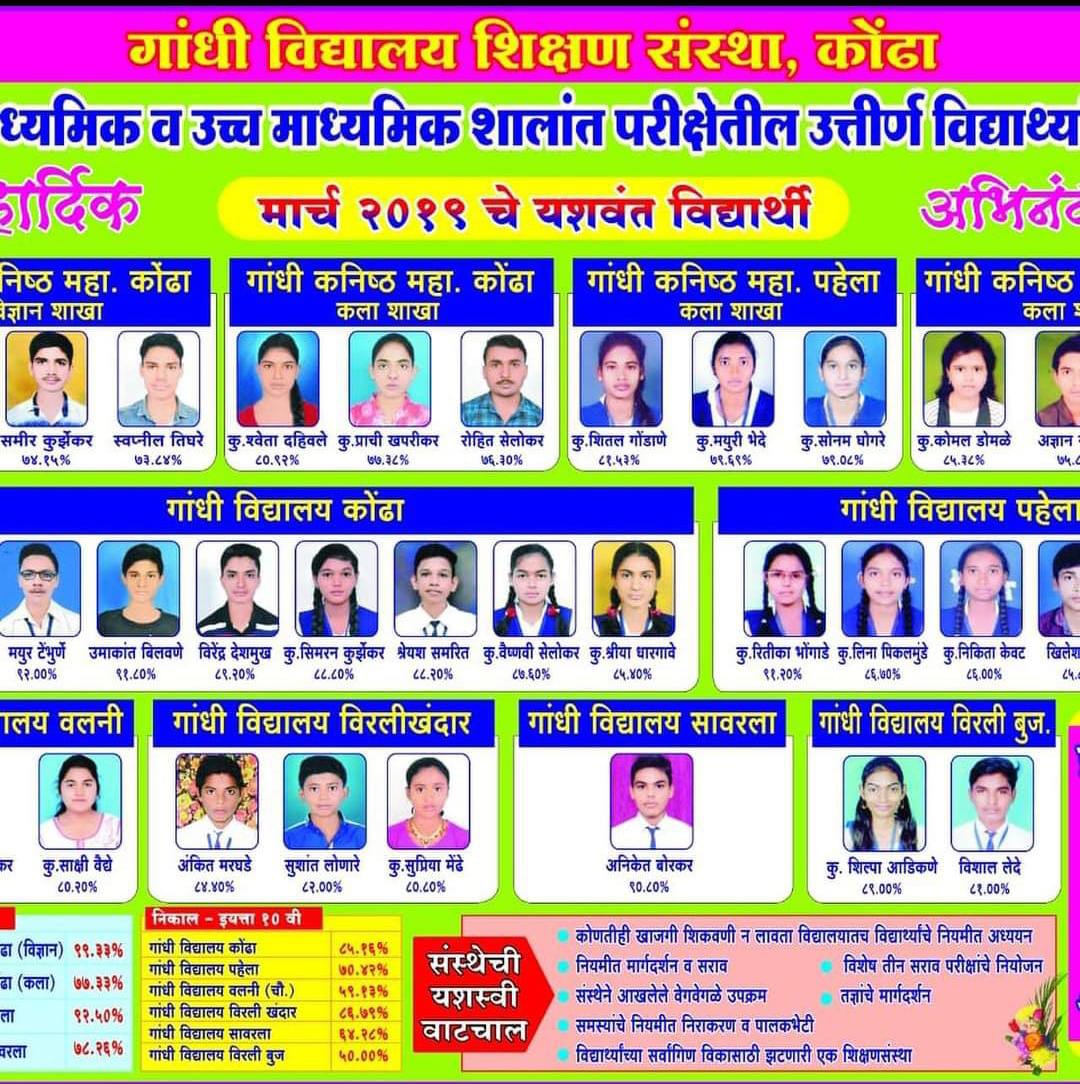 गांधी विद्यालय शिक्षण संस्था, कोंढा
ध्यमिक व उच्च माध्यमिक शालांत परीक्षेतील उत्तीर्ण विद्यार्थ्या
हार्दिक
मार्च २०१९ चे यशवंत विद्यार्थी
अभिनं
निष्ठ महा. कोंढा
विज्ञान शाखा
समीर कुर्झेकर
७४.१५%
स्वप्नील तिघरे
७३.८४%
गांधी कनिष्ठ महा. कोंढा
कला शाखा
कु.श्वेता दहिवले
८०.९२%
कु.प्राची खपरीकर
७७.३८%
रोहित सेलोकर
७६.३०%
गांधी कनिष्ठ महा. पहेला
कला शाखा
कु.शितल गोंडाणे
८१.५३%
कु.मयुरी भेदे
७९.६९%
कु.सोनम घोगरे
७९.०८%
गांधी कनिष्ठ
कला श
कु.कोमल डोमळे
८५.३८%
अज्ञान
७५.८
गांधी विद्यालय कोंढा
मयुर टेंभुर्णे
९२.००%
उमाकांत बिलवणे
९१.८०%
विरेंद्र देशमुख
८९.२०%
कु.सिमरन कुर्झेकर
८८.८०%
श्रेयश समरित
८८.२०%
कु.वैष्णवी सेलोकर
८७.६०%
कु.श्रीया धारगावे
८५.४०%
गांधी विद्यालय पहेला
कु.रितीका भोंगाडे
९१.२०%
कु.लिना पिकलमुंडे
८६.७०%
कु.निकिता केवट
८६.००%
खिलेश
८५.
ालय वलनी
कर
कु.साक्षी वैद्ये
८०.२०%
गांधी विद्यालय विरलीखंदार
अंकित मरघडे
८४.४०%
सुशांत लोणारे
८२.००%
कु.सुप्रिया मेंढे
८०.८०%
गांधी विद्यालय सावरला
अनिकेत बोरकर
९०.८०%
गांधी विद्यालय विरली बुज.
कु. शिल्पा आडिकणे
८९.००%
विशाल लेदे
८१.००%
ढा (विज्ञान) ९९.३३%
ढा (कला) ७७.३३%
ला ९२.५०%
वरला ७८.२६%
निकाल - इयत्ता १० वी
गांधी विद्यालय कोंढा ८५.१६%
गांधी विद्यालय पहेला ७०.४२%
गांधी विद्यालय वलनी (चौ.) ५९.१३%
गांधी विद्यालय विरली खंदार ८६.७९%
गांधी विद्यालय सावरला ६४.२८%
गांधी विद्यालय विरली बुज ५०.००%
संस्थेची
यशस्वी
वाटचाल
कोणतीही खाजगी शिकवणी न लावता विद्यालयातच विद्यार्थ्यांचे नियमीत अध्ययन
नियमीत मार्गदर्शन व सराव
विशेष तीन सराव परीक्षांचे नियोजन
संस्थेने आखलेले वेगवेगळे उपक्रम
तज्ञांचे मार्गदर्शन
समस्यांचे नियमीत निराकरण व पालकभेटी
विद्यार्थ्यांच्या सर्वागिण विकासाठी झटणारी एक शिक्षणसंस्था